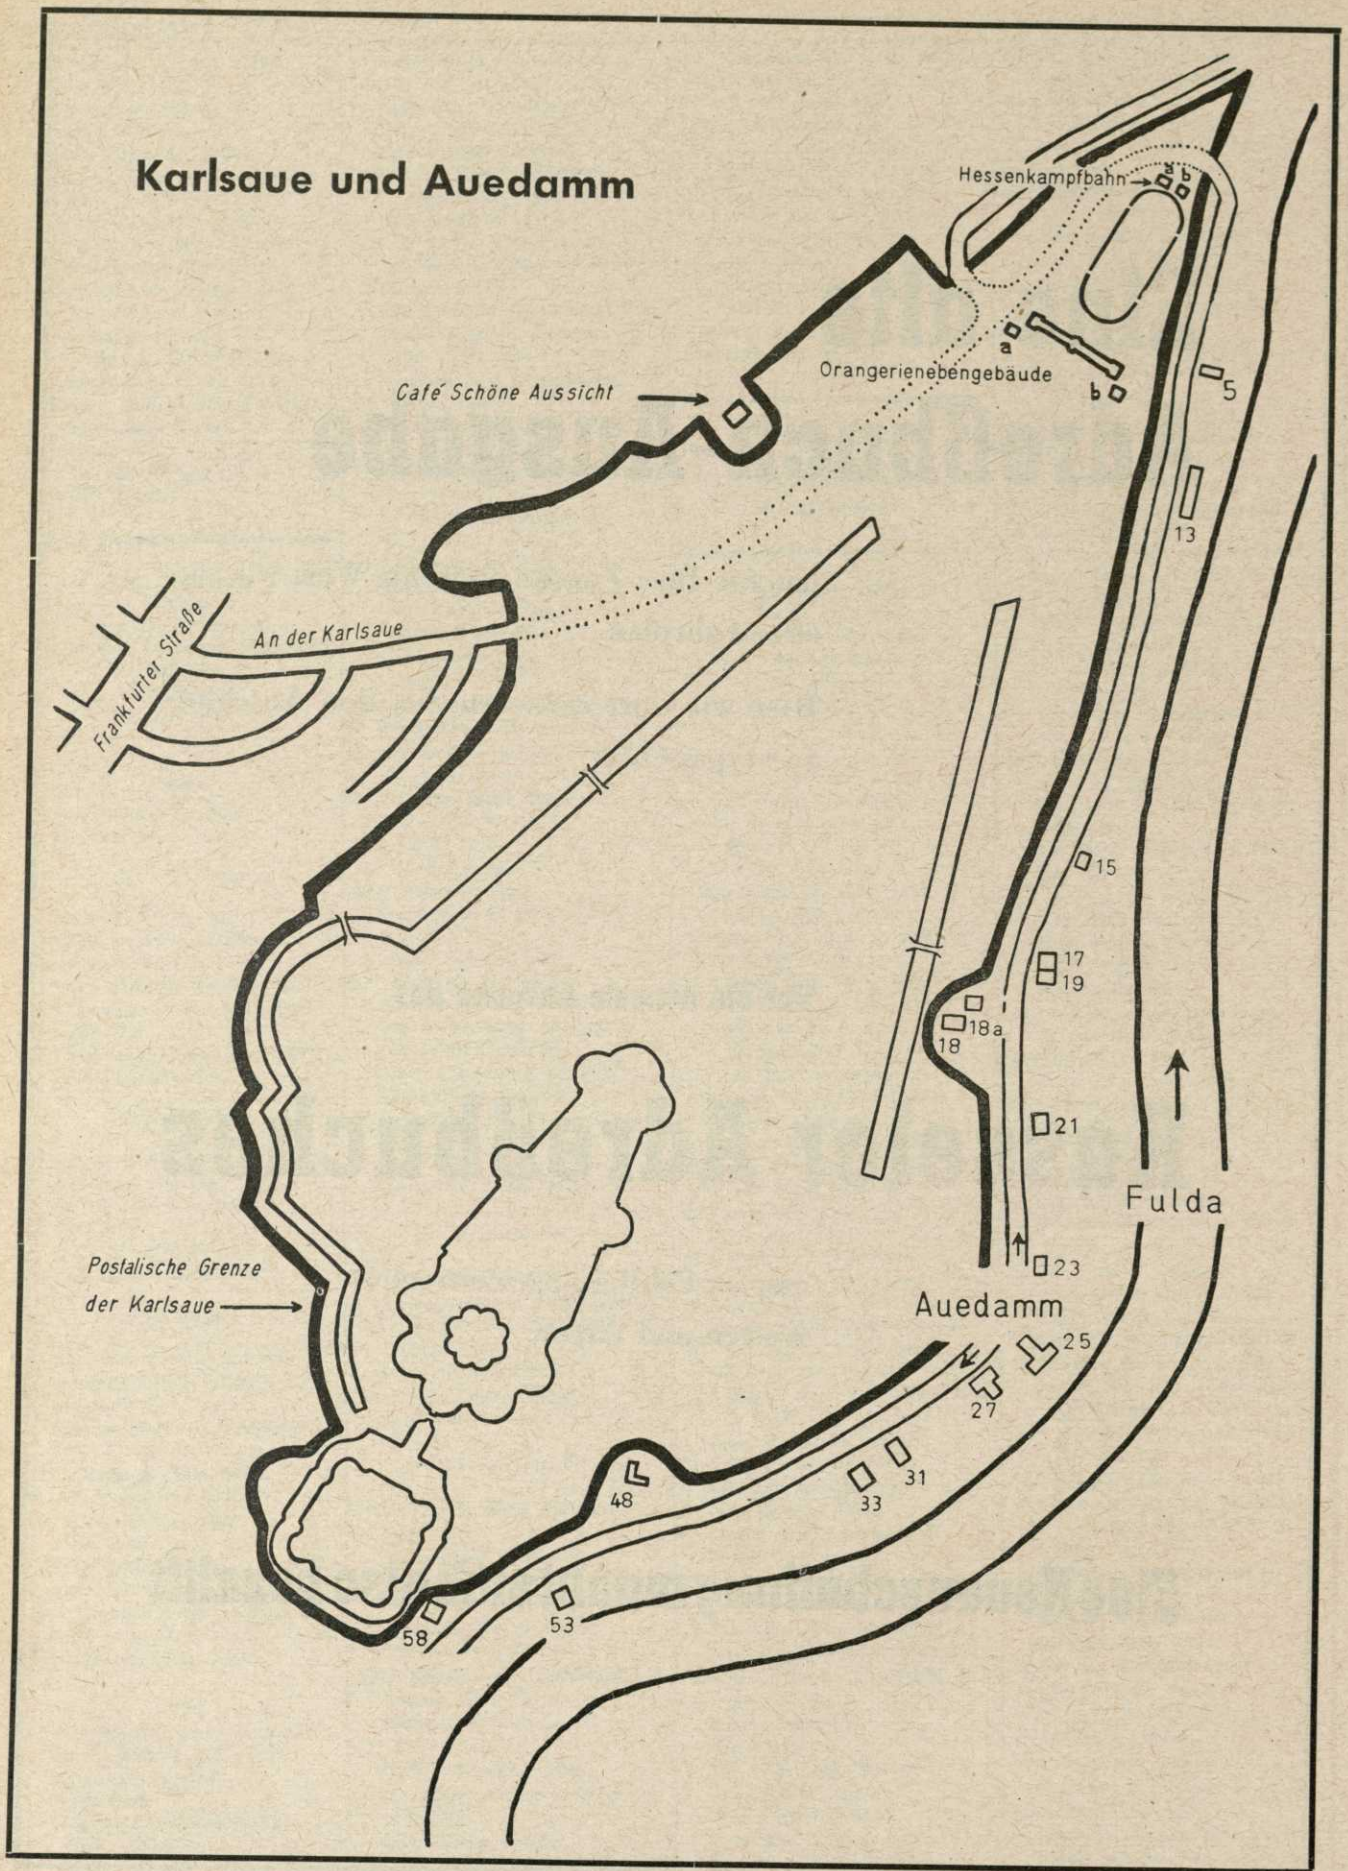 Karlsaue und Auedamm
Hessenkampfbahn
a
b
a
Orangerienebengebäude
b
5
Café Schöne Aussicht
13
An der Karlsaue
Frankfurter Straße
15
17
19
18a
18
21
Fulda
23
Postalische Grenze
der Karlsaue
Auedamm
25
27
31
33
48
53
58